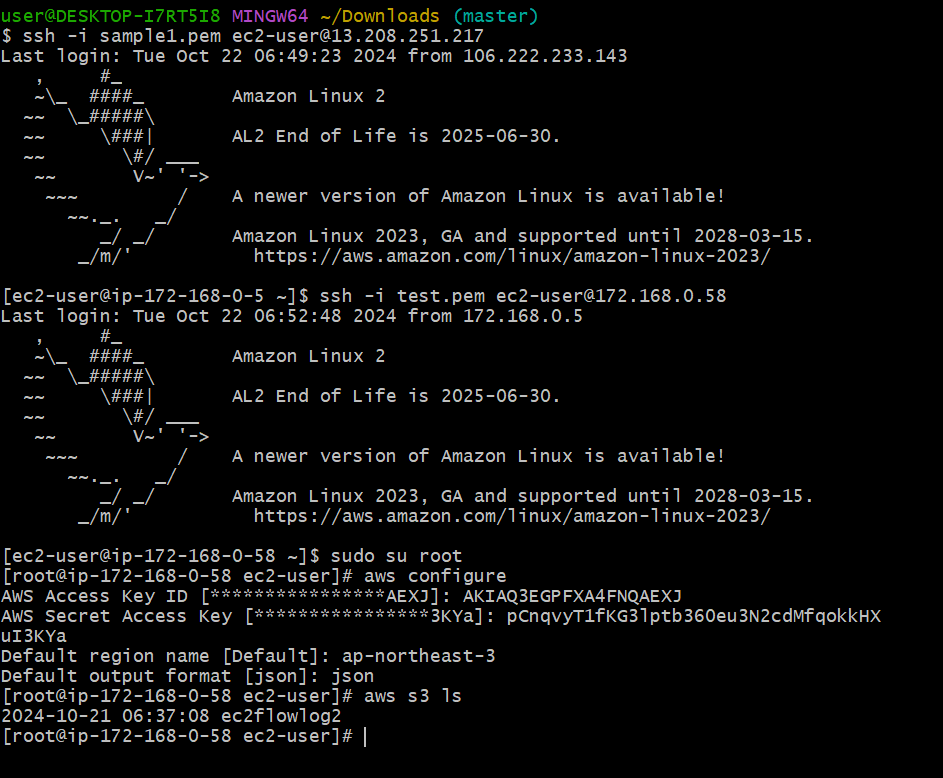 user@DESKTOP-I7RT5I8 MINGW64 ~/Downloads (master)
$ ssh -i sample1.pem ec2-user@13.208.251.217
Last login: Tue Oct 22 06:49:23 2024 from 106.222.233.143
   ,     #_
   ~\_  ####_        Amazon Linux 2
  ~~  \_#####\
  ~~     \###|       AL2 End of Life is 2025-06-30.
  ~~       \#/ ___
   ~~       V~' '->
    ~~~         /    A newer version of Amazon Linux is available!
      ~~._.   _/
         _/ _/       Amazon Linux 2023, GA and supported until 2028-03-15.
       _/m/'           https://aws.amazon.com/linux/amazon-linux-2023/
[ec2-user@ip-172-168-0-5 ~]$ ssh -i test.pem ec2-user@172.168.0.58
Last login: Tue Oct 22 06:52:48 2024 from 172.168.0.5
   ,     #_
   ~\_  ####_        Amazon Linux 2
  ~~  \_#####\
  ~~     \###|       AL2 End of Life is 2025-06-30.
  ~~       \#/ ___
   ~~       V~' '->
    ~~~         /    A newer version of Amazon Linux is available!
      ~~._.   _/
         _/ _/       Amazon Linux 2023, GA and supported until 2028-03-15.
       _/m/'           https://aws.amazon.com/linux/amazon-linux-2023/
[ec2-user@ip-172-168-0-58 ~]$ sudo su root
[root@ip-172-168-0-58 ec2-user]# aws configure
AWS Access Key ID [****************AEXJ]: AKIAQ3EGPFXA4FNQAEXJ
AWS Secret Access Key [****************3KYa]: pCnqvyT1fKG3lptb360eu3N2cdMfqokkHX
uI3KYa
Default region name [Default]: ap-northeast-3
Default output format [json]: json
[root@ip-172-168-0-58 ec2-user]# aws s3 ls
2024-10-21 06:37:08 ec2flowlog2
[root@ip-172-168-0-58 ec2-user]#